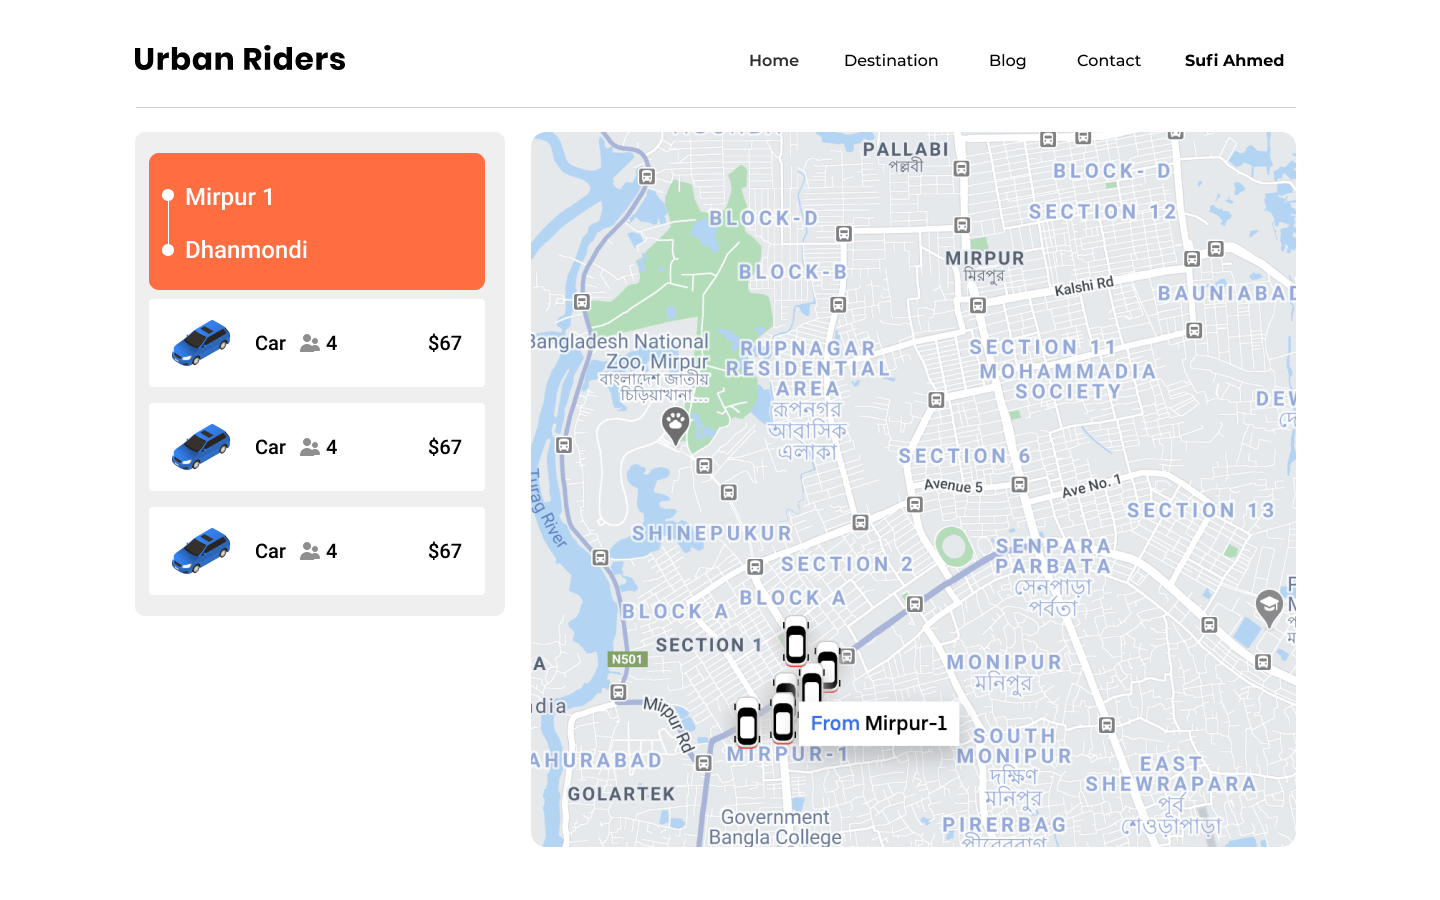 Urban Riders
Home
Destination
Blog
Contact
Sufi Ahmed
Mirpur 1
Dhanmondi
Car
4
$67
Car
4
$67
Car
4
$67
PALLABI
পল্লবী
BLOCK- D
SECTION 12
BLOCK-D
MIRPUR
মিরপুর
BLOCK-B
Kalshi Rd
BAUNIABAD
Bangladesh National
Zoo, Mirpur
বাংলাদেশ জাতীয়
চিড়িয়াখানা...
RUPNAGAR
RESIDENTIAL
AREA
রূপনগর
আবাসিক
এলাকা
SECTION 11
MOHAMMADIA
SOCIETY
DEW
SECTION 6
Avenue 5
Ave No. 1
SECTION 13
Turag River
SHINEPUKUR
SECTION 2
SENPARA
PARBATA
সেনপাড়া
পর্বতা
BLOCK A
BLOCK A
SECTION 1
N501
A
dia
Mirpur Rd
From Mirpur-1
MIRPUR-1
MONIPUR
মনিপুর
SOUTH
MONIPUR
দক্ষিণ
মনিপুর
EAST
SHEWRAPARA
পূর্ব
শেওড়াপাড়া
AHURABAD
GOLARTEK
Government
Bangla College
PIRERBAG
পীরেরবাগ